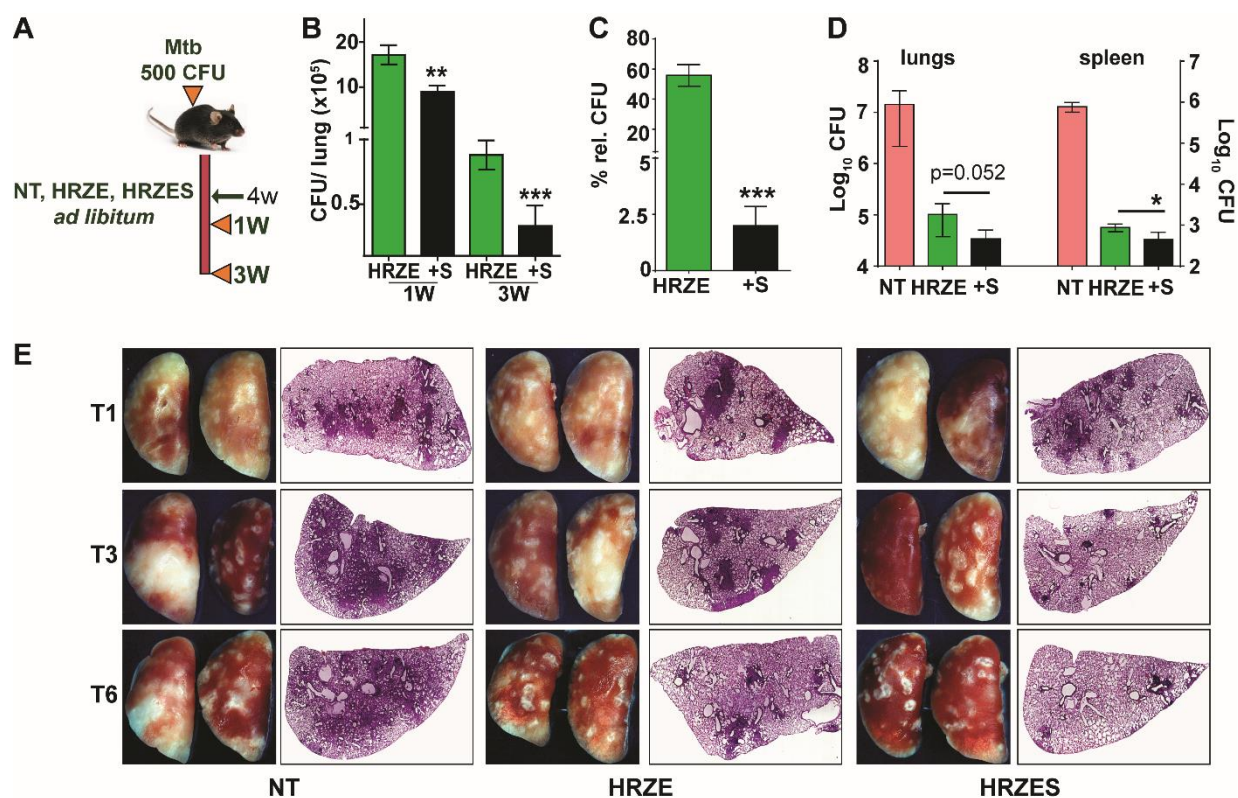 A
Mtb
500 CFU
NT, HRZE, HRZES
ad libitum
4w
1W
3W
B
CFU/ lung (x10⁵)
20
10
1
0.5
HRZE +S HRZE +S
1W 3W
**
***
C
% rel. CFU
80
60
40
20
5
2.5
0
***
HRZE +S
D
lungs spleen
Log₁₀ CFU
8
7
6
5
4
p=0.052
*
7
6
5
4
3
2
Log₁₀ CFU
NT HRZE +S NT HRZE +S
E
T1
T3
T6
NT HRZE HRZES